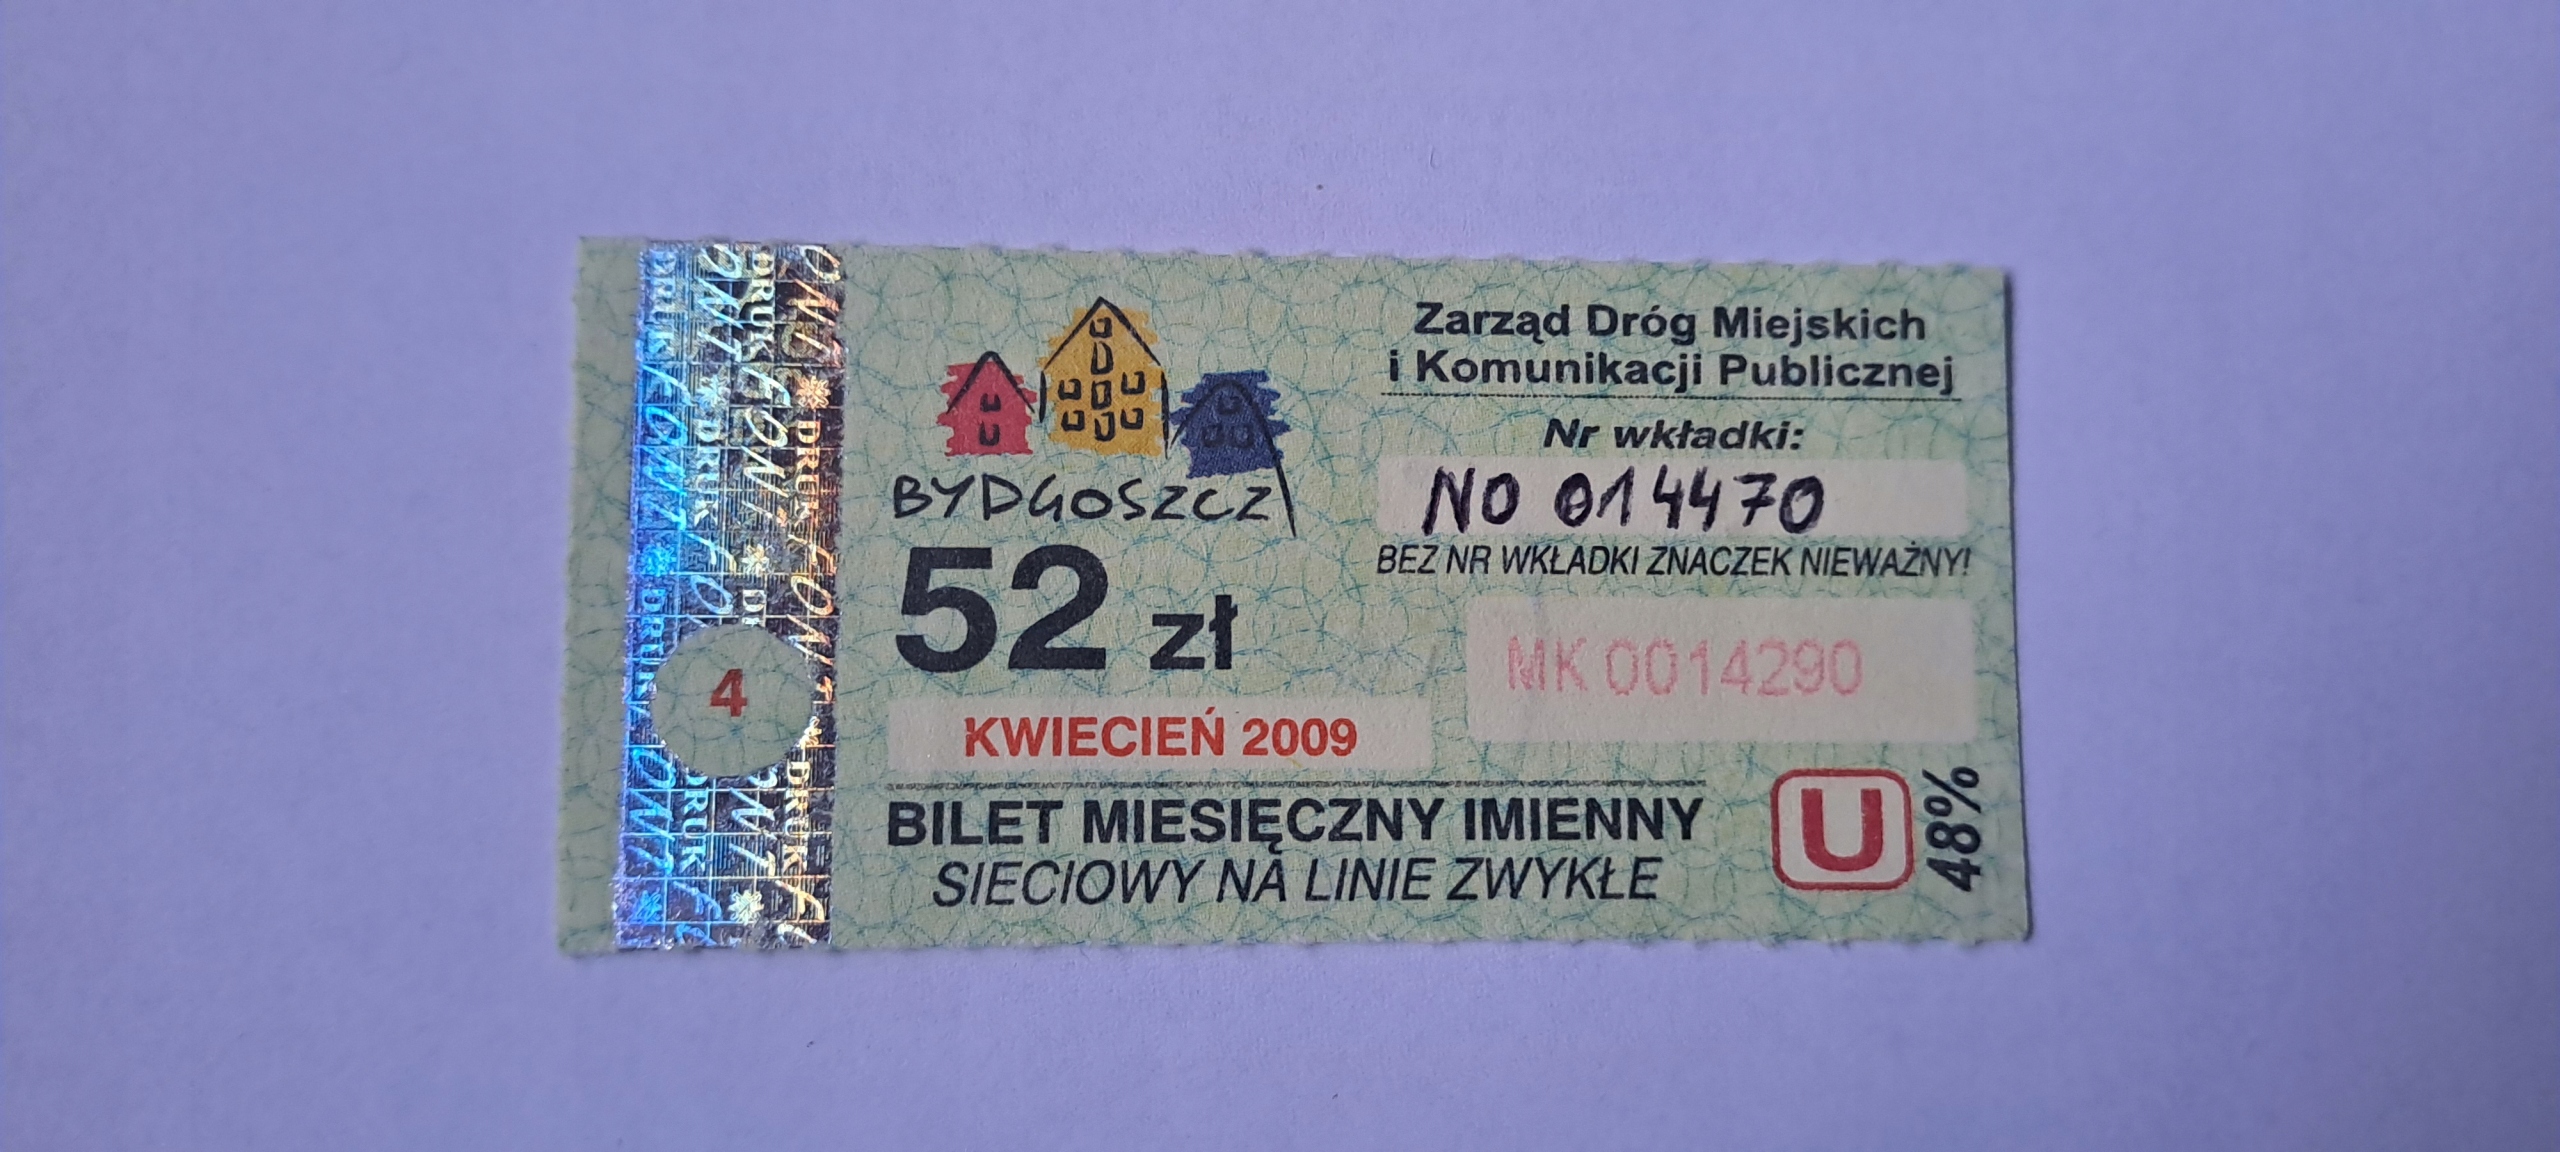 BYDGOSZCZ
52 zł
KWIECIEŃ 2009
BILET MIESIĘCZNY IMIENNY
SIECIOWY NA LINIE ZWYKŁE
Zarząd Dróg Miejskich
i Komunikacji Publicznej
Nr wkładki:
NO 014470
BEZ NR WKŁADKI ZNACZEK NIEWAŻNY!
MK 0014290
U
48%
4
DRUK